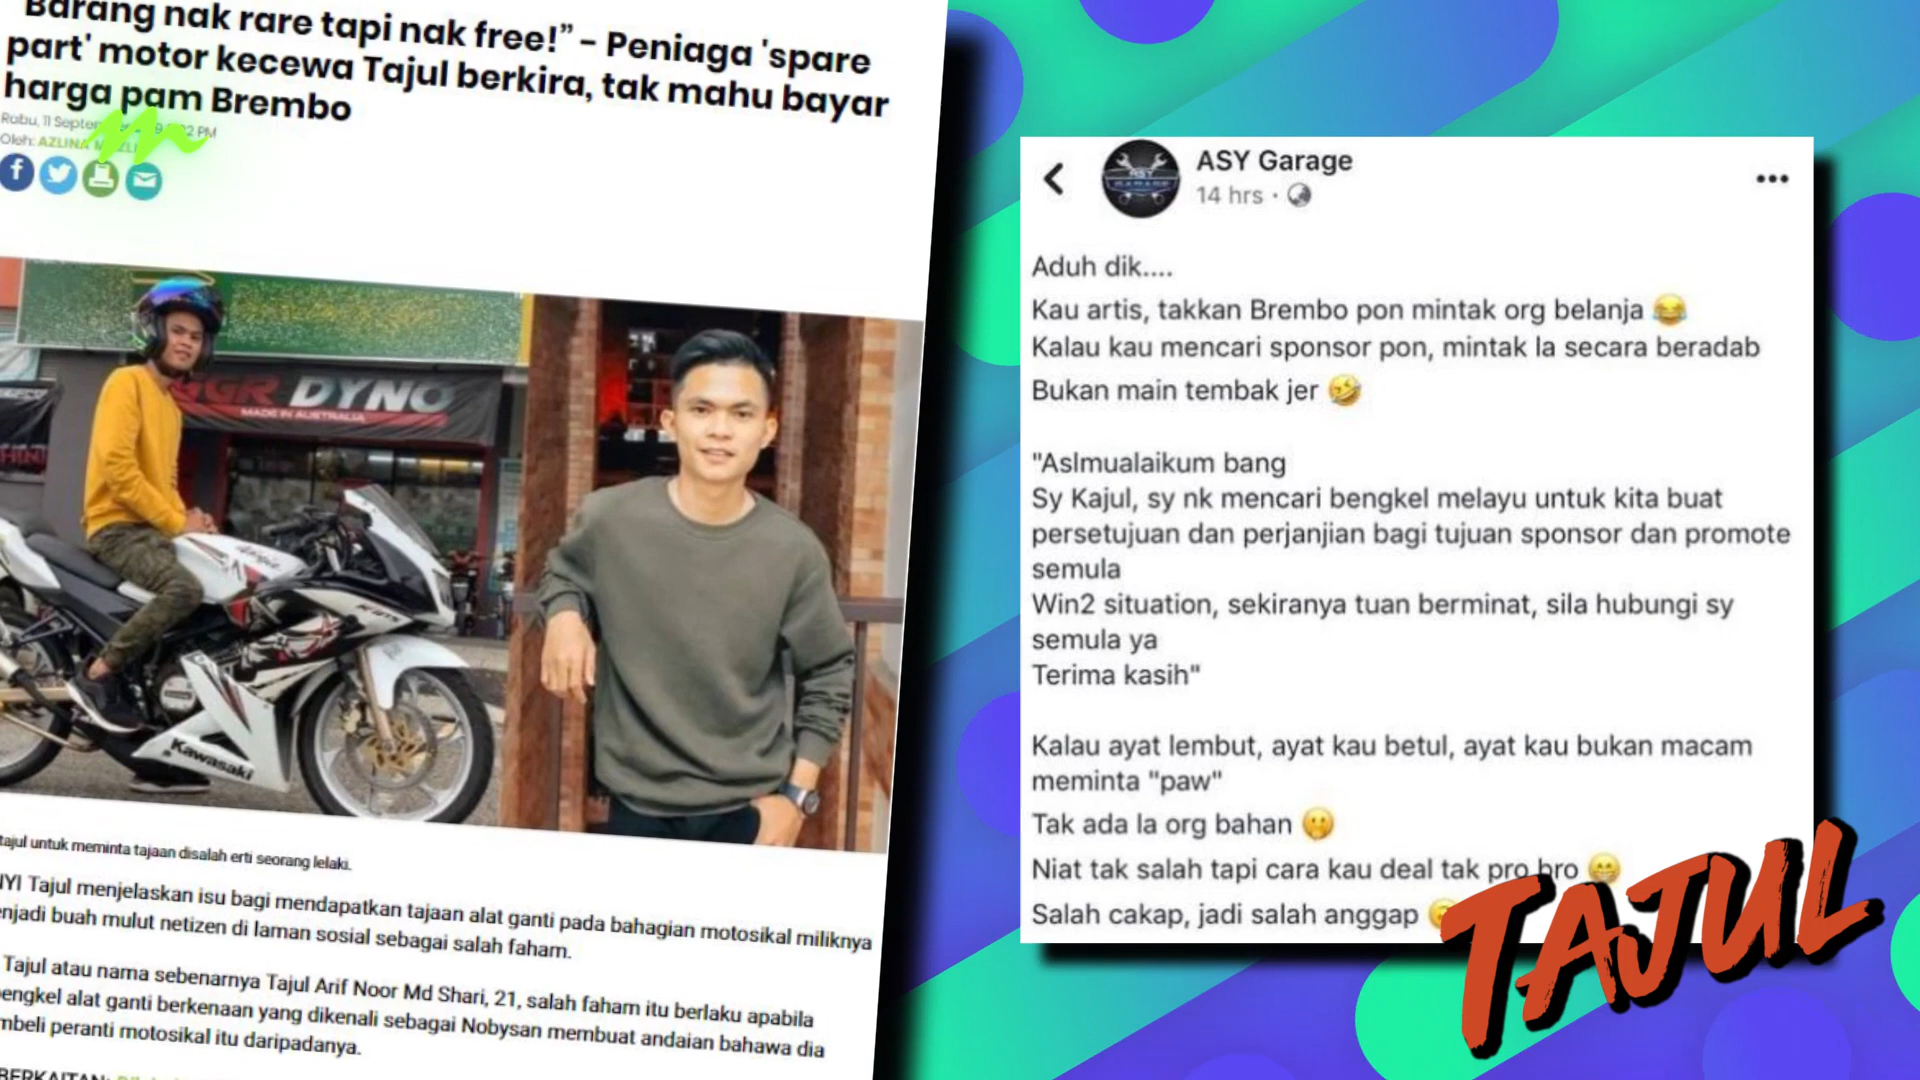 "Barang nak rare tapi nak free!” – Peniaga 'spare
part' motor kecewa Tajul berkira, tak mahu bayar
harga pam Brembo
Rabu, 11
PM
Oleh: AZLINA
GGR DYNO
MADE IN AUSTRALIA
Kawasaki
tajul untuk meminta tajaan disalah erti seorang lelaki.
NYI Tajul menjelaskan isu bagi mendapatkan tajaan alat ganti pada bahagian motosikal miliknya
enjadi buah mulut netizen di laman sosial sebagai salah faham.
Tajul atau nama sebenarnya Tajul Arif Noor Md Shari, 21, salah faham itu berlaku apabila
engkel alat ganti berkenaan yang dikenali sebagai Nobysan membuat andaian bahawa dia
mbeli peranti motosikal itu daripadanya.
BERKAITAN:
ASY Garage
14 hrs ·
Aduh dik....
Kau artis, takkan Brembo pon mintak org belanja 😂
Kalau kau mencari sponsor pon, mintak la secara beradab
Bukan main tembak jer 🤣
"Aslmualaikum bang
Sy Kajul, sy nk mencari bengkel melayu untuk kita buat
persetujuan dan perjanjian bagi tujuan sponsor dan promote
semula
Win2 situation, sekiranya tuan berminat, sila hubungi sy
semula ya
Terima kasih"
Kalau ayat lembut, ayat kau betul, ayat kau bukan macam
meminta "paw"
Tak ada la org bahan 🤭
Niat tak salah tapi cara kau deal tak pro bro 😁
Salah cakap, jadi salah anggap
TAJUL